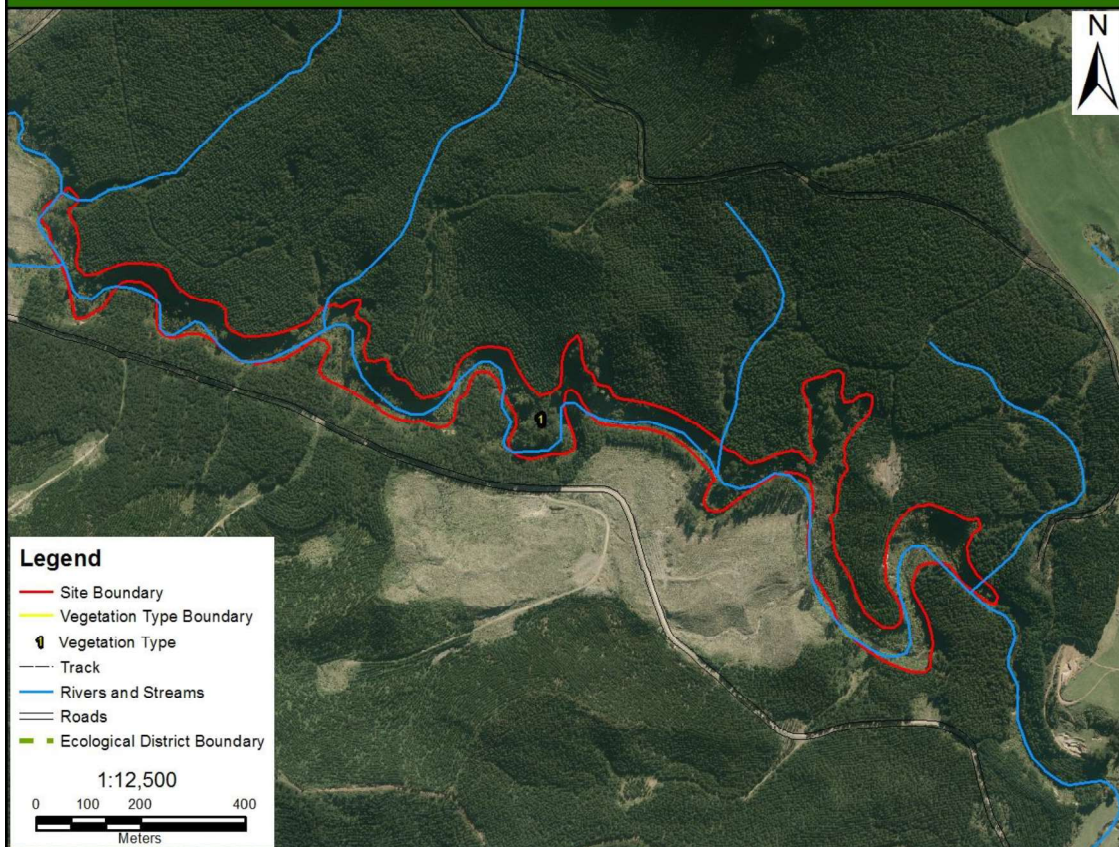 N
1
Legend
Site Boundary
Vegetation Type Boundary
1 Vegetation Type
Track
Rivers and Streams
Roads
Ecological District Boundary
1:12,500
0 100 200 400
Meters